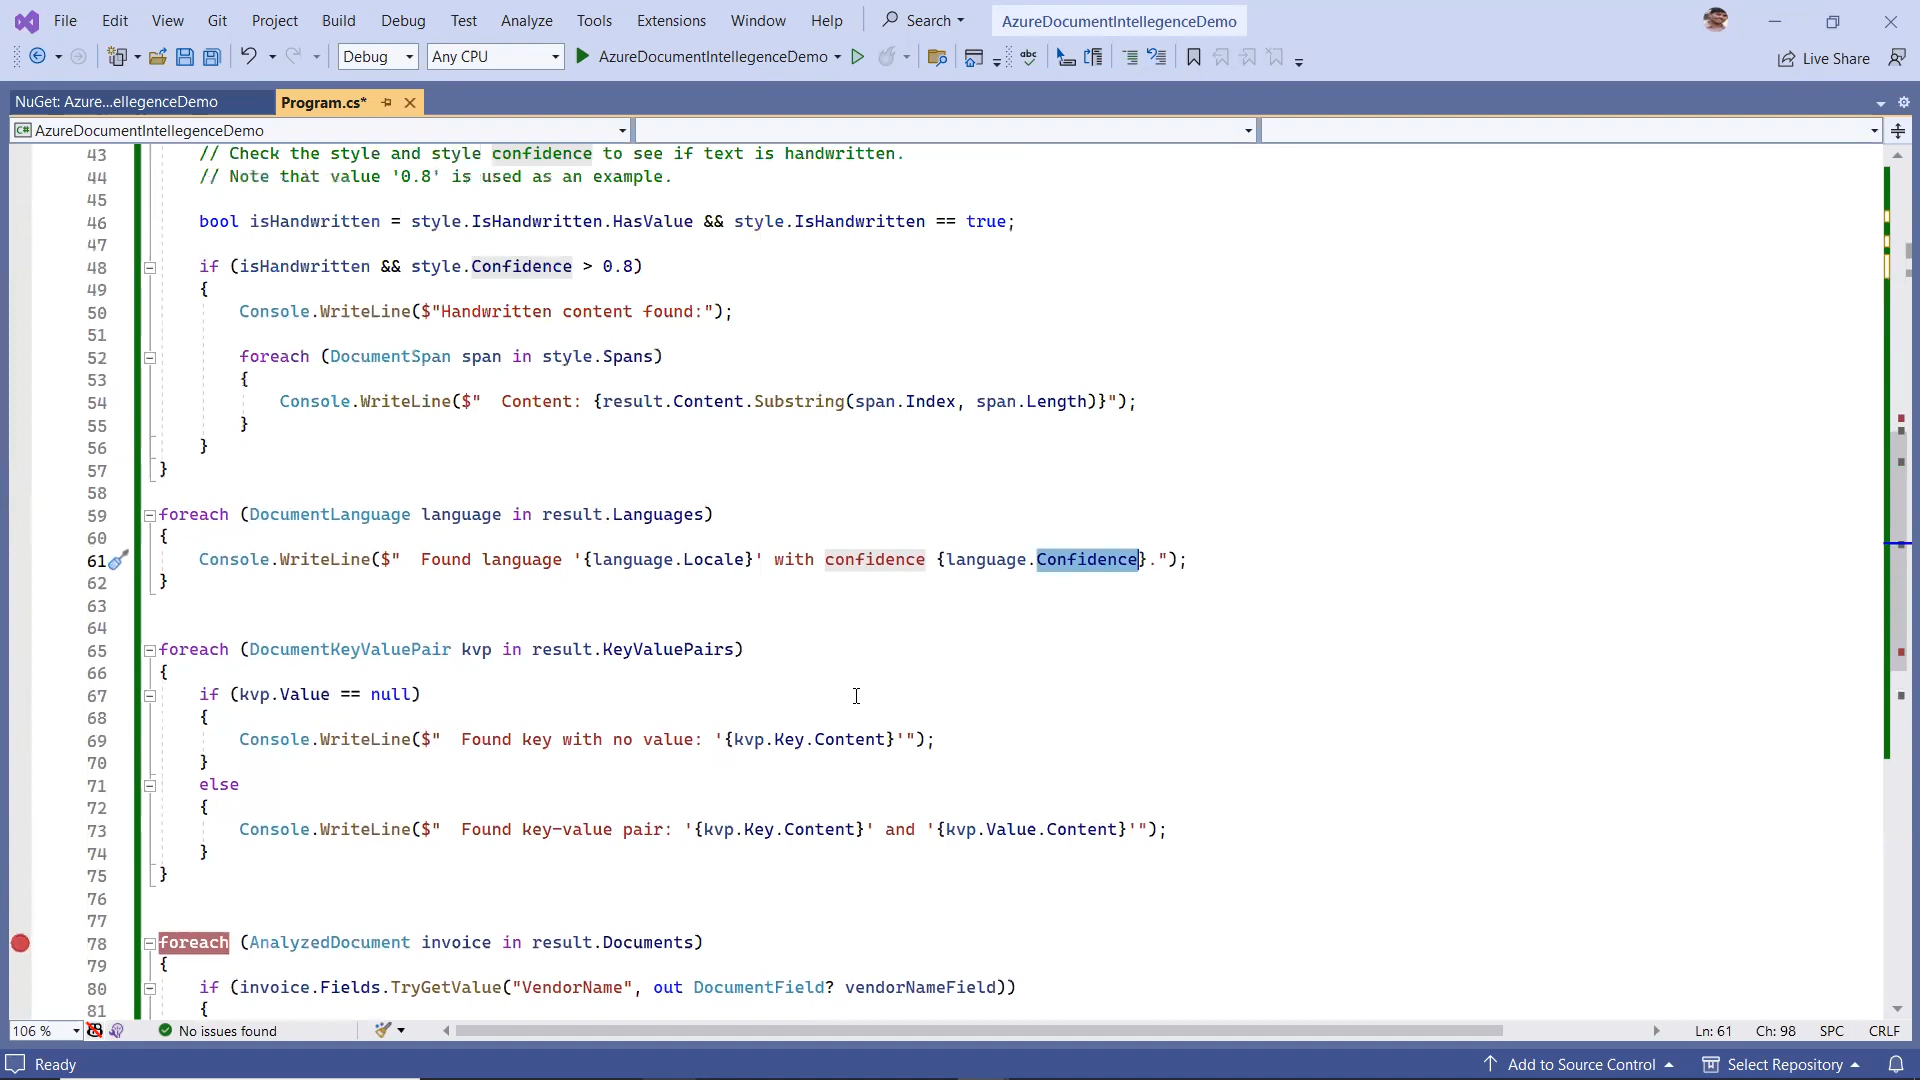 File Edit View Git Project Build Debug Test Analyze Tools Extensions Window Help Search AzureDocumentIntellegenceDemo
Debug Any CPU AzureDocumentIntellegenceDemo Live Share
NuGet: Azure...ellegenceDemo Program.cs*
C# AzureDocumentIntellegenceDemo
43 // Check the style and style confidence to see if text is handwritten.
44 // Note that value '0.8' is used as an example.
45
46 bool isHandwritten = style.IsHandwritten.HasValue && style.IsHandwritten == true;
47
48 if (isHandwritten && style.Confidence > 0.8)
49 {
50 Console.WriteLine($"Handwritten content found:");
51
52 foreach (DocumentSpan span in style.Spans)
53 {
54 Console.WriteLine($"  Content: {result.Content.Substring(span.Index, span.Length)}");
55 }
56 }
57 }
58
59 foreach (DocumentLanguage language in result.Languages)
60 {
61 Console.WriteLine($"  Found language '{language.Locale}' with confidence {language.Confidence}.");
62 }
63
64
65 foreach (DocumentKeyValuePair kvp in result.KeyValuePairs)
66 {
67 if (kvp.Value == null)
68 {
69 Console.WriteLine($"  Found key with no value: '{kvp.Key.Content}'");
70 }
71 else
72 {
73 Console.WriteLine($"  Found key-value pair: '{kvp.Key.Content}' and '{kvp.Value.Content}'");
74 }
75 }
76
77
78 foreach (AnalyzedDocument invoice in result.Documents)
79 {
80 if (invoice.Fields.TryGetValue("VendorName", out DocumentField? vendorNameField))
81 {
106 % No issues found Ln: 61 Ch: 98 SPC CRLF
Ready Add to Source Control Select Repository